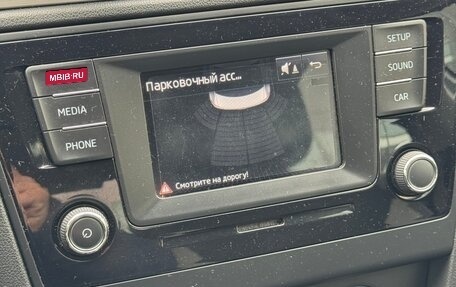 MBIB.RU
MEDIA
PHONE
Парковочный асс...
Смотрите на дорогу!
SETUP
SOUND
CAR